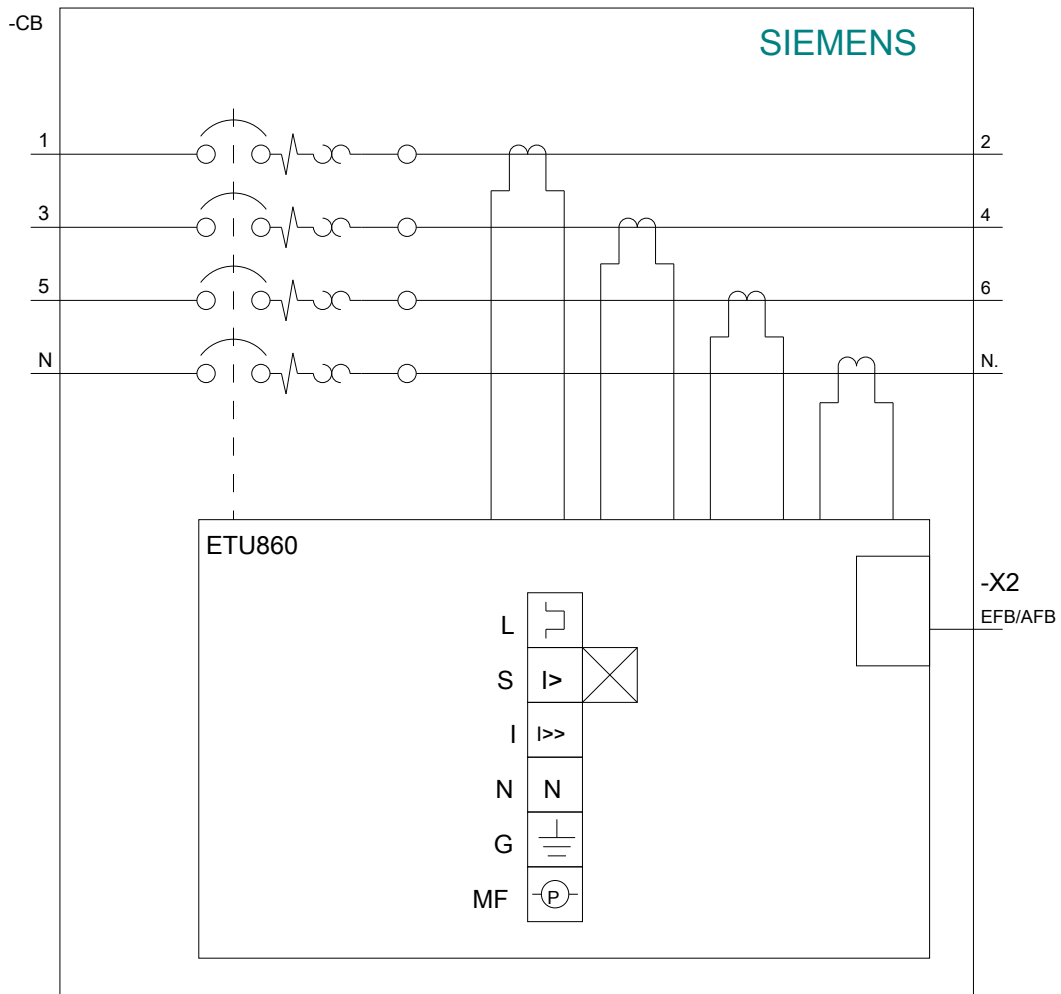 -CB
SIEMENS
1 2
3 4
5 6
N N.
ETU860
-X2
EFB/AFB
L
S I>
I I>>
N N
G
MF P